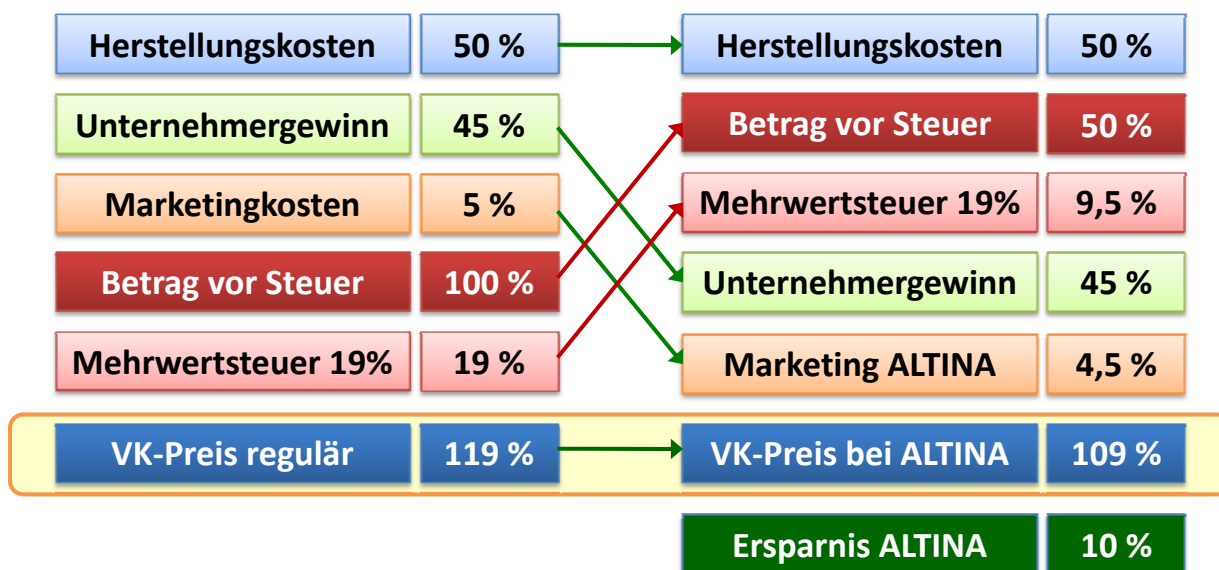 Herstellungskosten 50 % Herstellungskosten 50 %
Unternehmergewinn 45 % Betrag vor Steuer 50 %
Marketingkosten 5 % Mehrwertsteuer 19% 9,5 %
Betrag vor Steuer 100 % Unternehmergewinn 45 %
Mehrwertsteuer 19% 19 % Marketing ALTINA 4,5 %
VK-Preis regulär 119 % VK-Preis bei ALTINA 109 %
Ersparnis ALTINA 10 %